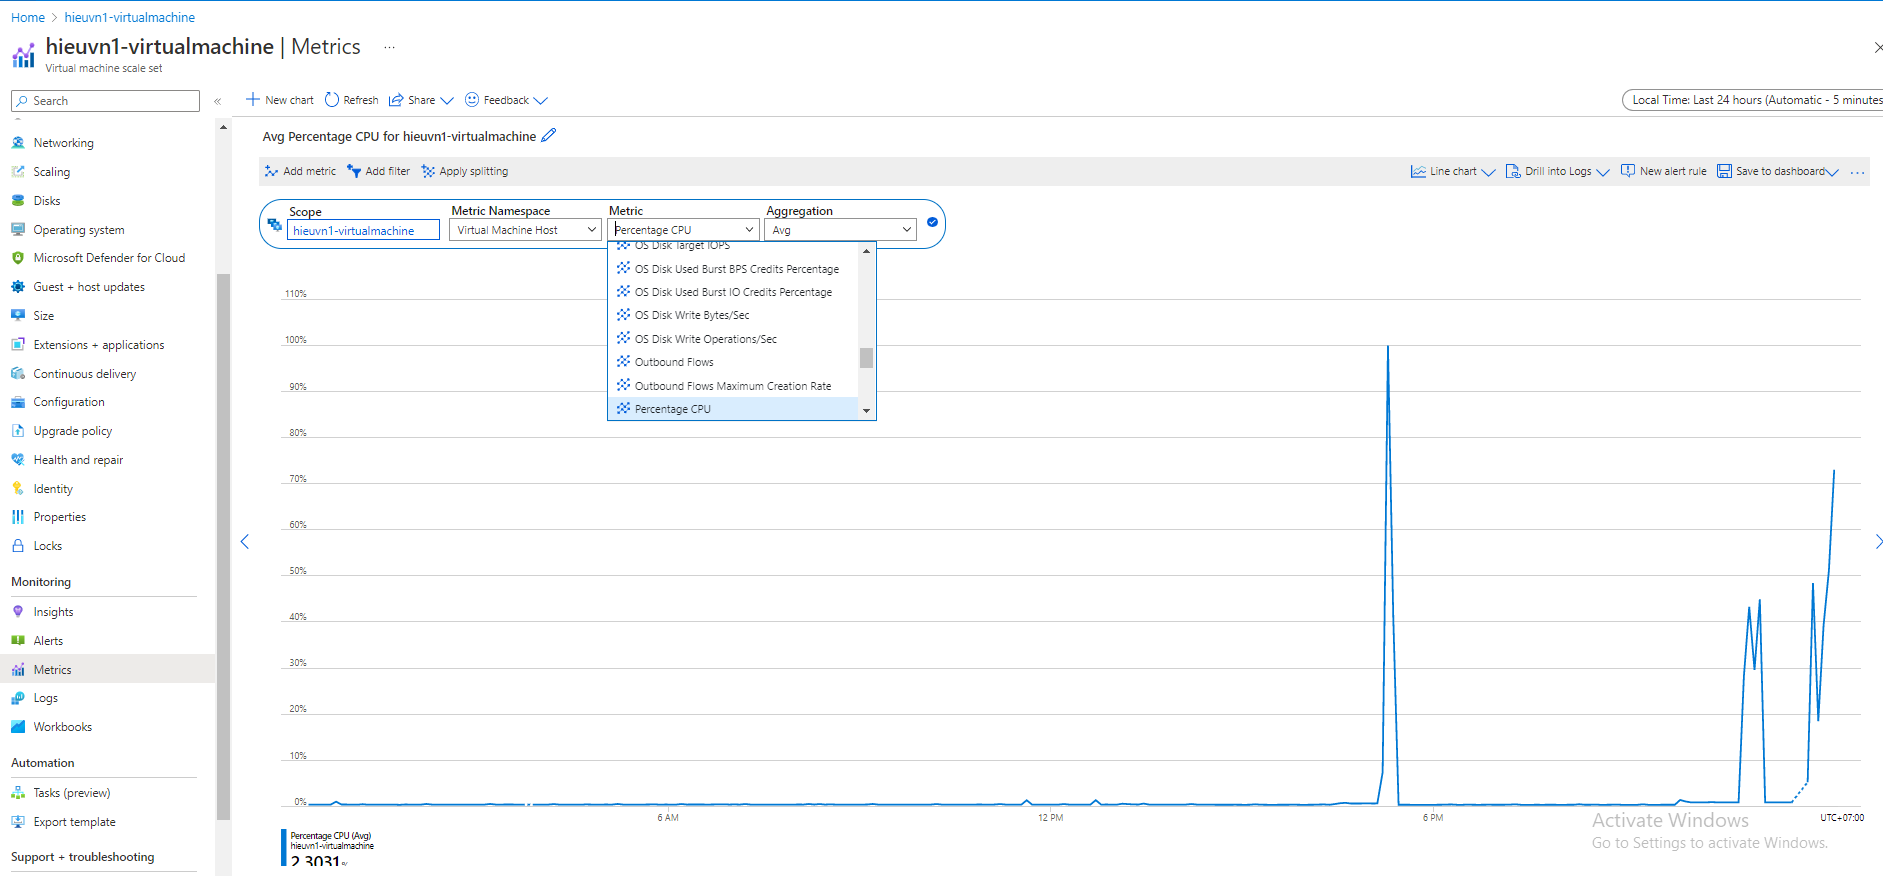 Home > hieuvn1-virtualmachine
hieuvn1-virtualmachine | Metrics ...
Virtual machine scale set
Search «
New chart Refresh Share Feedback
Local Time: Last 24 hours (Automatic - 5 minutes
Networking
Scaling
Disks
Operating system
Microsoft Defender for Cloud
Guest + host updates
Size
Extensions + applications
Continuous delivery
Configuration
Upgrade policy
Health and repair
Identity
Properties
Locks
Monitoring
Insights
Alerts
Metrics
Logs
Workbooks
Automation
Tasks (preview)
Export template
Support + troubleshooting
Avg Percentage CPU for hieuvn1-virtualmachine
Add metric Add filter Apply splitting
Line chart Drill into Logs New alert rule Save to dashboard ...
Scope Metric Namespace Metric Aggregation
hieuvn1-virtualmachine Virtual Machine Host Percentage CPU Avg
OS Disk Target IOPS
OS Disk Used Burst BPS Credits Percentage
OS Disk Used Burst IO Credits Percentage
OS Disk Write Bytes/Sec
OS Disk Write Operations/Sec
Outbound Flows
Outbound Flows Maximum Creation Rate
Percentage CPU
110%
100%
90%
80%
70%
60%
50%
40%
30%
20%
10%
0%
6 AM 12 PM 6 PM UTC+07:00
Percentage CPU (Avg)
hieuvn1-virtualmachine
2.3031 %
Activate Windows
Go to Settings to activate Windows.